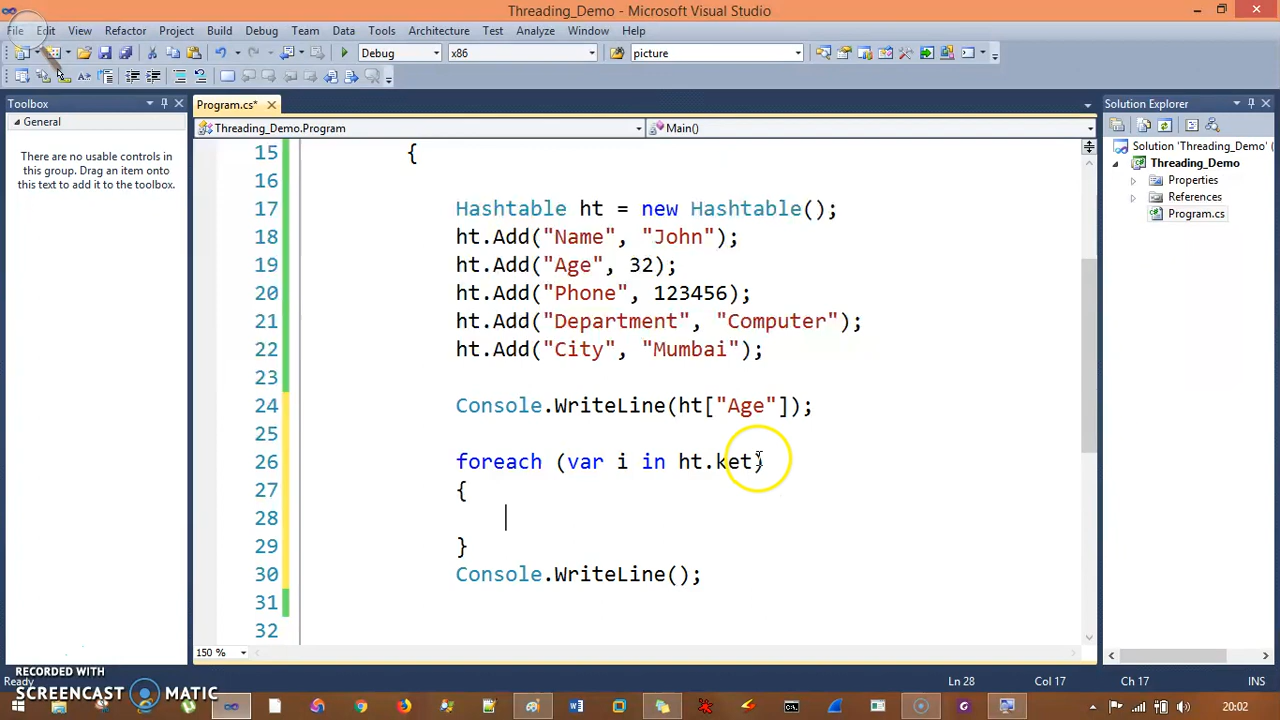 Threading_Demo - Microsoft Visual Studio
File Edit View Refactor Project Build Debug Team Data Tools Architecture Test Analyze Window Help
Debug x86 picture
Toolbox
General
There are no usable controls in
this group. Drag an item onto
this text to add it to the toolbox.
Program.cs*
Threading_Demo.Program Main()
15 {
16
17 Hashtable ht = new Hashtable();
18 ht.Add("Name", "John");
19 ht.Add("Age", 32);
20 ht.Add("Phone", 123456);
21 ht.Add("Department", "Computer");
22 ht.Add("City", "Mumbai");
23
24 Console.WriteLine(ht["Age"]);
25
26 foreach (var i in ht.ket)
27 {
28
29 }
30 Console.WriteLine();
31
32
150 %
Solution Explorer
Solution 'Threading_Demo' (
Threading_Demo
Properties
References
Program.cs
RECORDED WITH
SCREENCAST MATIC
Ready Ln 28 Col 17 Ch 17 INS
20:02